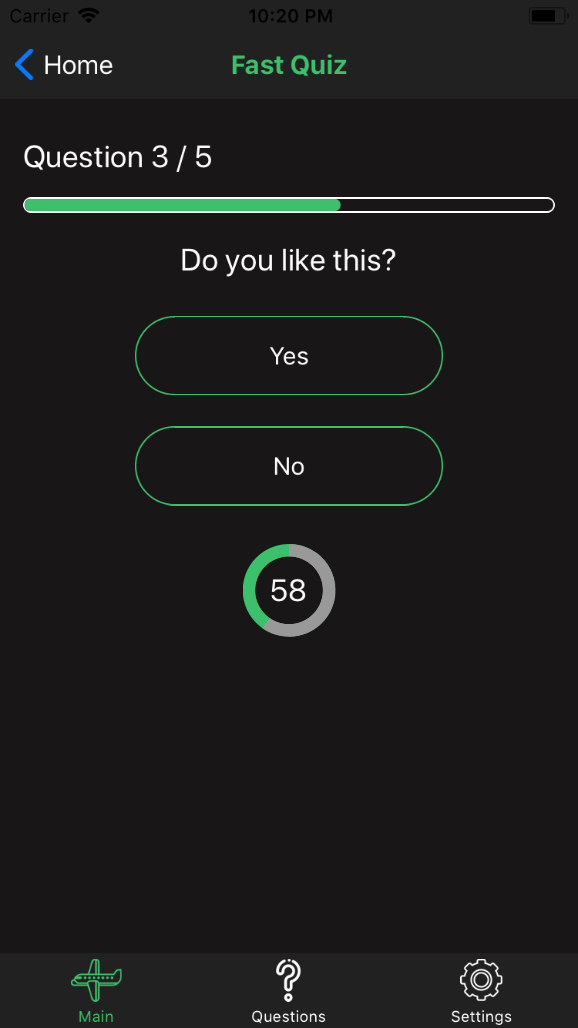 Carrier 10:20 PM
Home Fast Quiz
Question 3 / 5
Do you like this?
Yes
No
58
Main Questions Settings